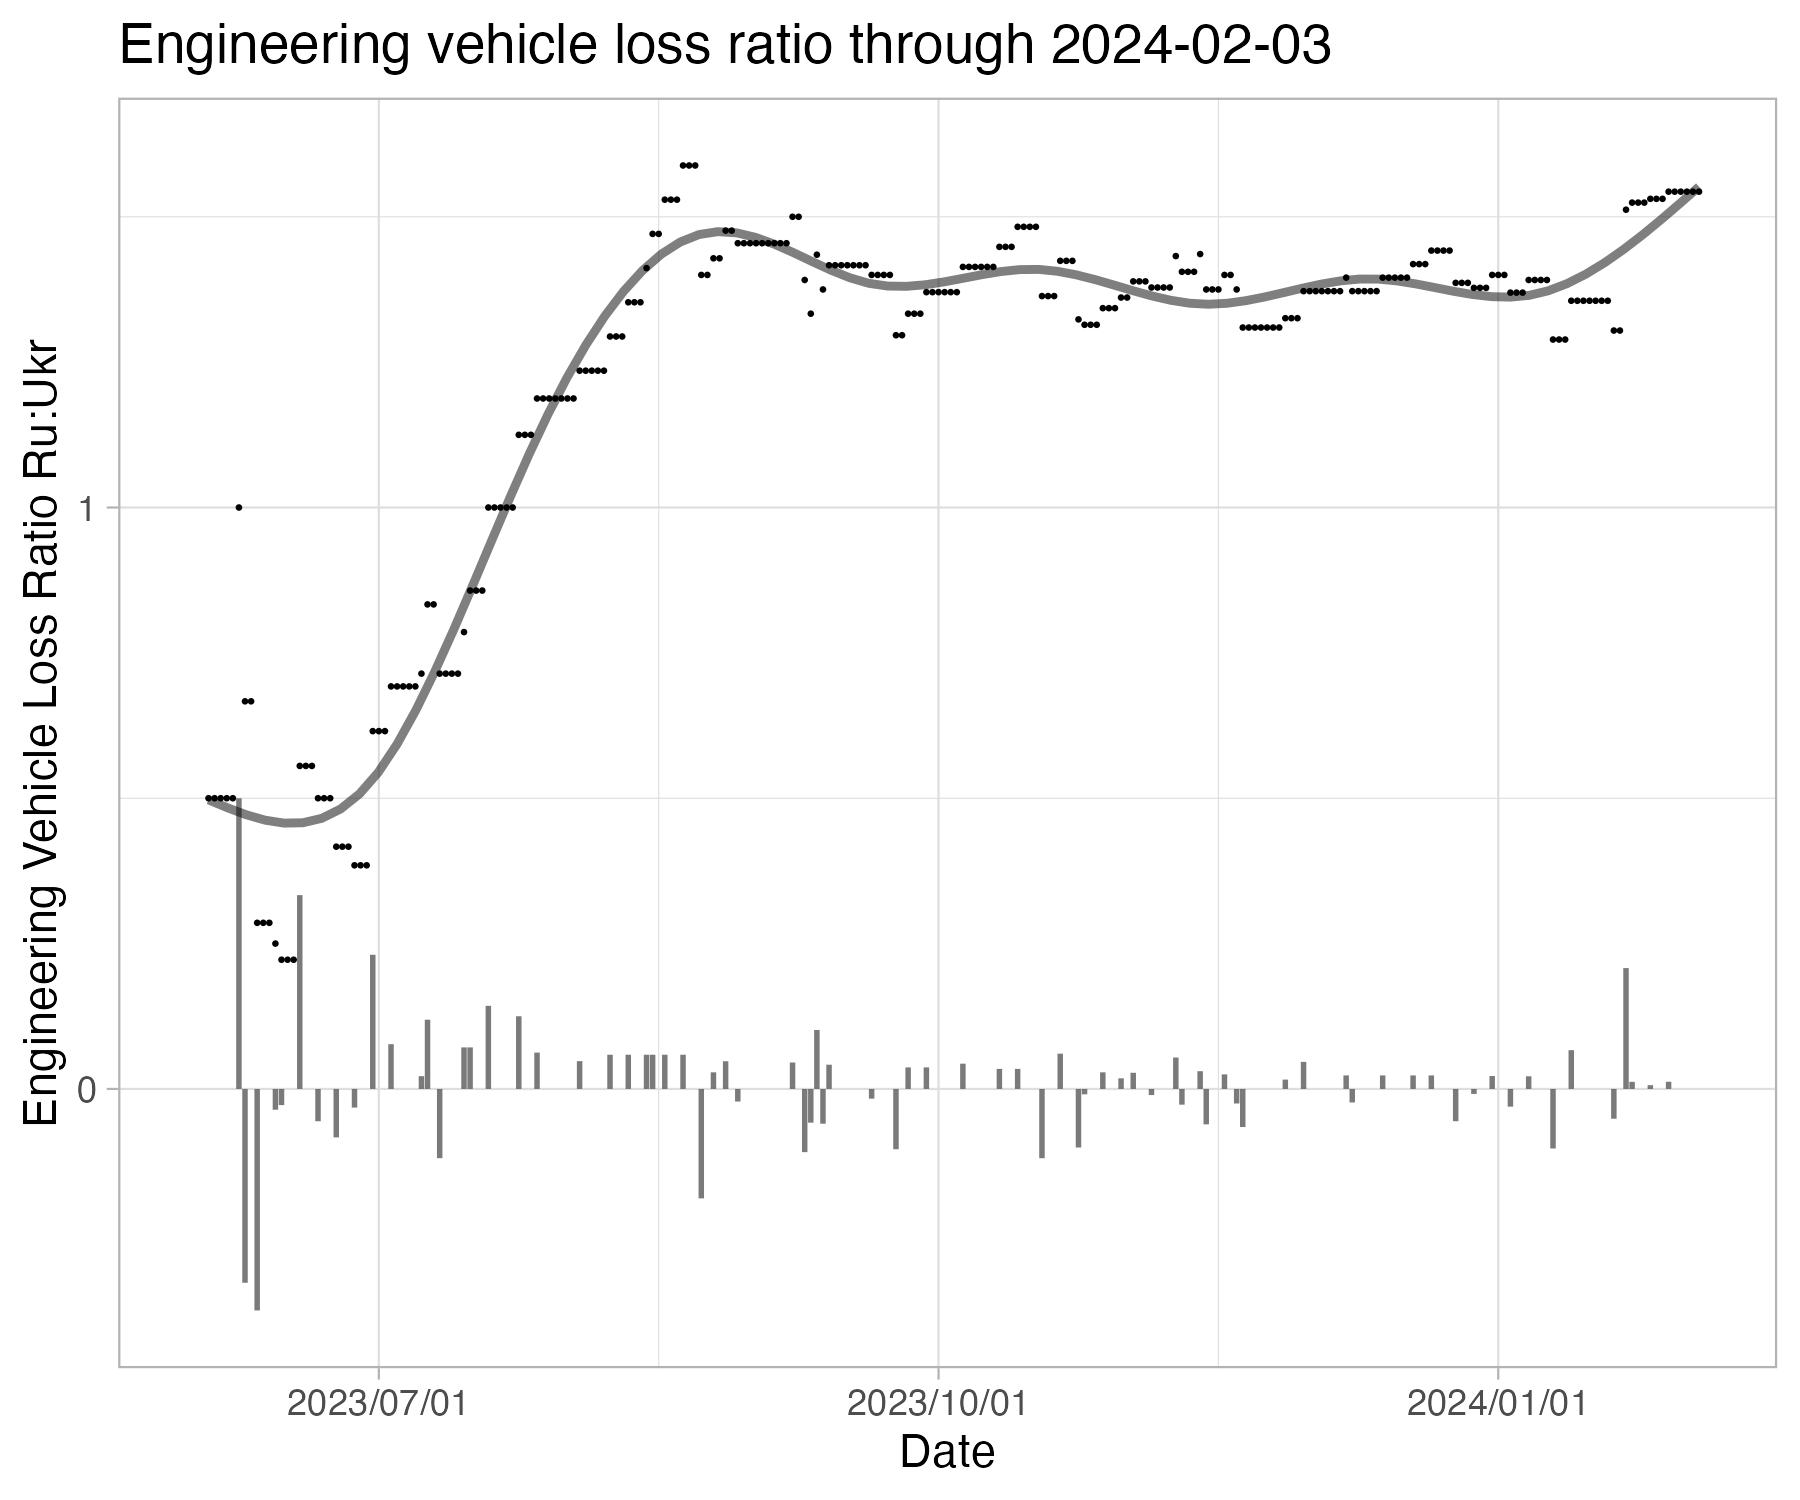 Engineering vehicle loss ratio through 2024-02-03
Engineering Vehicle Loss Ratio Ru:Ukr
1
0
2023/07/01
2023/10/01
2024/01/01
Date